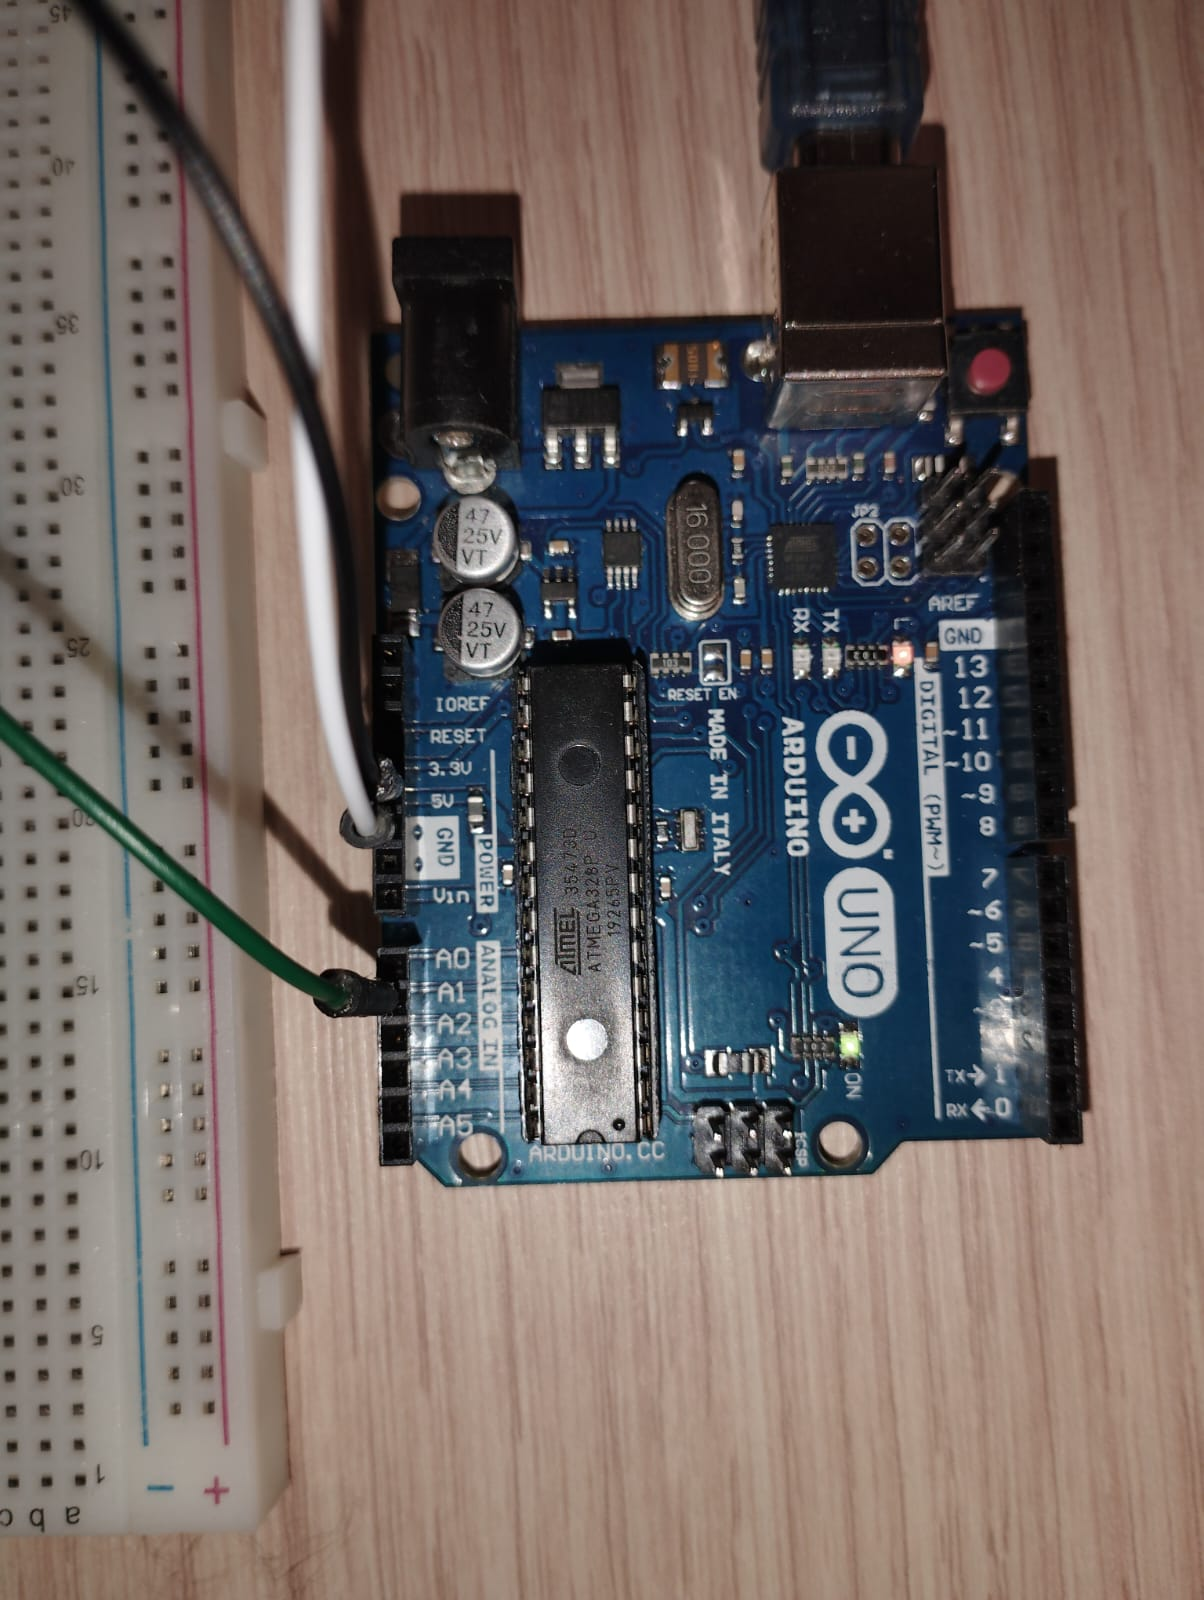 45
40
35
30
25
20
15
10
5
1
a b c
- +
47
25V
VT
47
25V
VT
16.000
JP2
AREF
GND
13
12
~11
~10
~9
8
7
~6
~5
4
TX→1
RX←0
DIGITAL (PWM~)
RX
TX
L
103
RESET EN
MADE IN ITALY
ARDUINO
UNO
ON
ICSP
IOREF
RESET
3.3V
5V
GND
Vin
POWER
A0
A1
A2
A3
A4
A5
ANALOG IN
ATMEL 35473D
ATMEGA328P U
19265PV
ARDUINO.CC